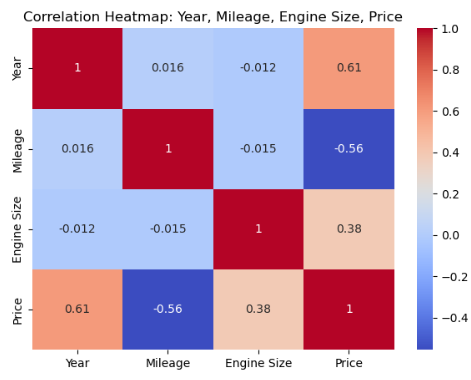 Correlation Heatmap: Year, Mileage, Engine Size, Price
Year 1 0.016 -0.012 0.61
Mileage 0.016 1 -0.015 -0.56
Engine Size -0.012 -0.015 1 0.38
Price 0.61 -0.56 0.38 1
Year Mileage Engine Size Price
1.0
0.8
0.6
0.4
0.2
0.0
−0.2
−0.4